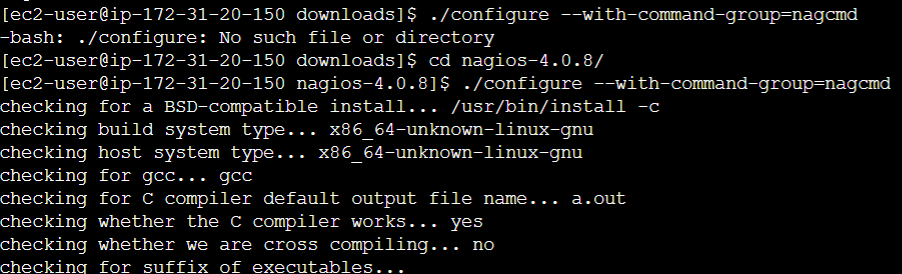 [ec2-user@ip-172-31-20-150 downloads]$ ./configure --with-command-group=nagcmd
-bash: ./configure: No such file or directory
[ec2-user@ip-172-31-20-150 downloads]$ cd nagios-4.0.8/
[ec2-user@ip-172-31-20-150 nagios-4.0.8]$ ./configure --with-command-group=nagcmd
checking for a BSD-compatible install... /usr/bin/install -c
checking build system type... x86_64-unknown-linux-gnu
checking host system type... x86_64-unknown-linux-gnu
checking for gcc... gcc
checking for C compiler default output file name... a.out
checking whether the C compiler works... yes
checking whether we are cross compiling... no
checking for suffix of executables...